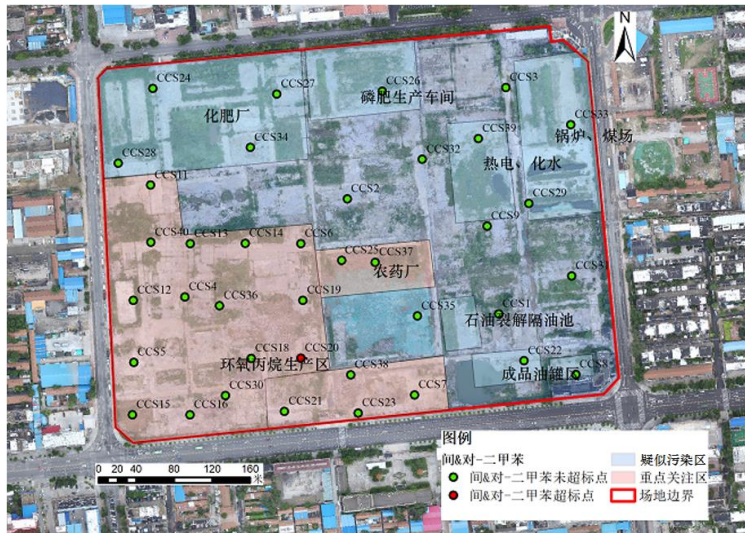 N
CCS24
CCS27
CCS26
CCS3
磷肥生产车间
化肥厂
CCS33
锅炉、煤场
CCS34
CCS39
CCS28
CCS32
热电、化水
CCS11
CCS2
CCS29
CCS9
CCS40
CCS13
CCS14
CCS6
CCS25
CCS37
农药厂
CCS31
CCS12
CCS4
CCS36
CCS19
CCS35
CCS1
石油裂解隔油池
CCS5
CCS18
CCS20
环氧丙烷生产区
CCS22
成品油罐区
CCS8
CCS38
CCS30
CCS7
CCS15
CCS16
CCS21
CCS23
图例
间&对-二甲苯
间&对-二甲苯未超标点
间&对-二甲苯超标点
疑似污染区
重点关注区
场地边界
0 20 40 80 120 160
米